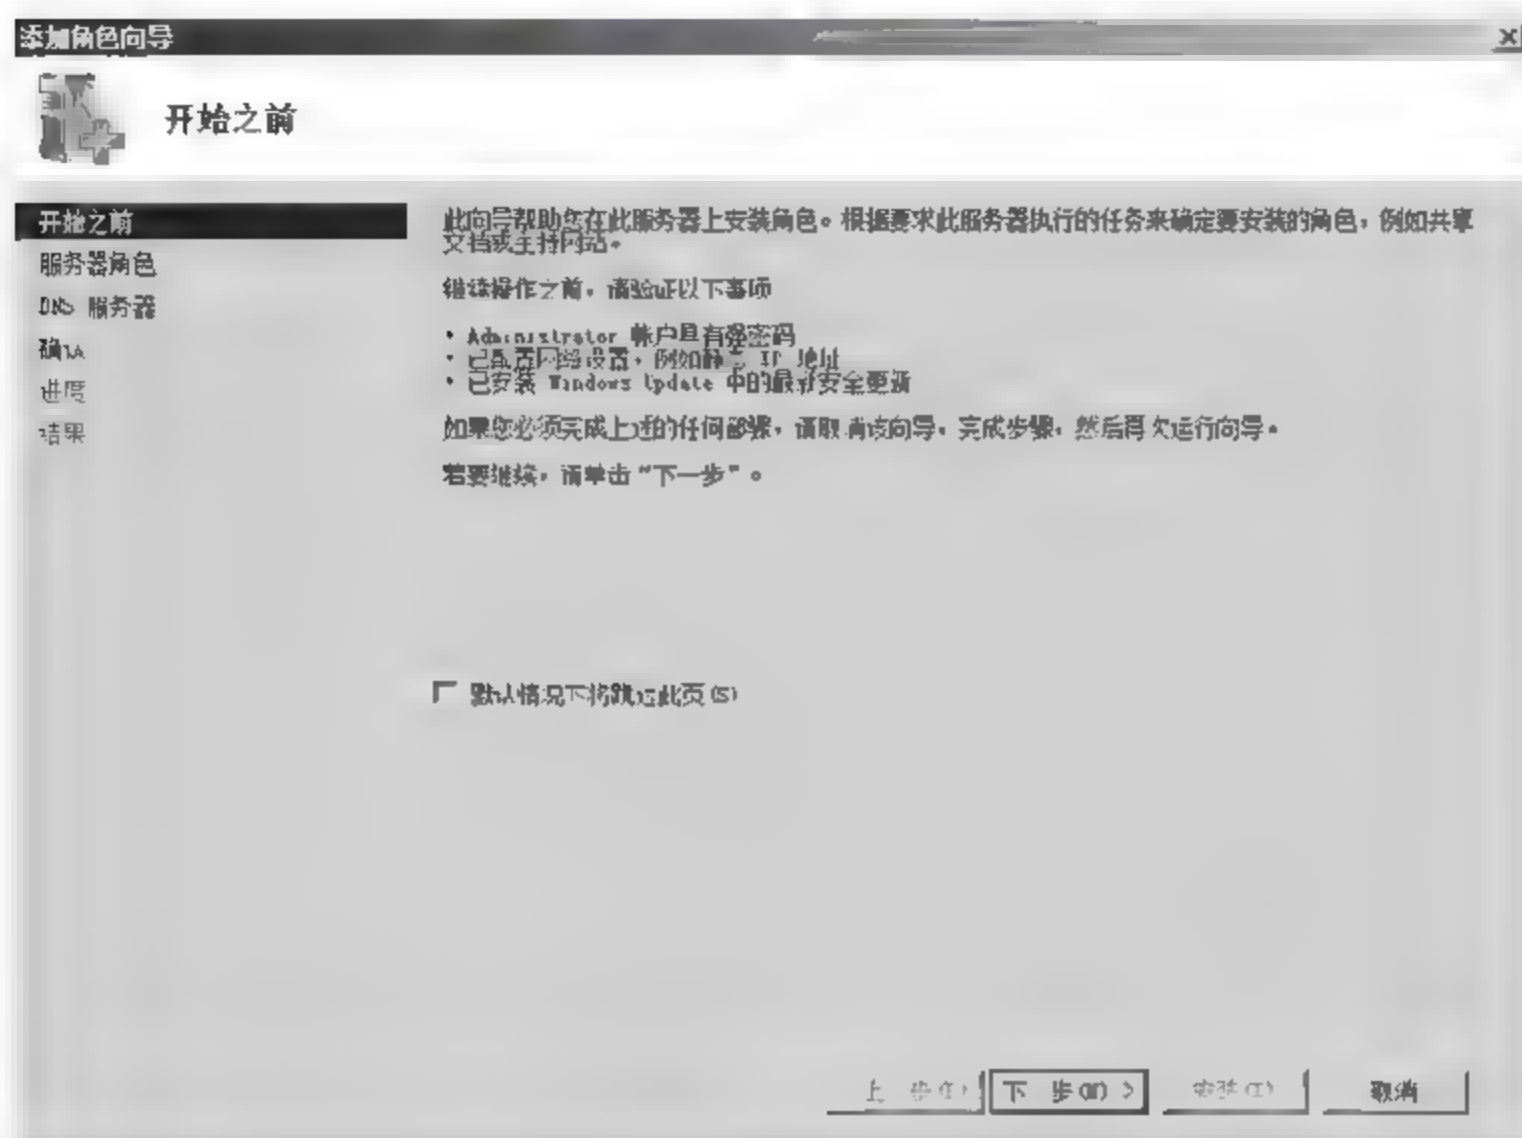 添加角色向导
开始之前
开始之前
服务器角色
DNS 服务器
确认
进度
结果
此向导帮助您在此服务器上安装角色。根据要求此服务器执行的任务来确定要安装的角色，例如共享
文档或主持网站。
继续操作之前，请验证以下事项
• Administrator 帐户具有强密码
• 已配置网络设置，例如静态 IP 地址
• 已安装 Windows Update 中的最新安全更新
如果您必须完成上述的任何步骤，请取消该向导，完成步骤，然后再次运行向导。
若要继续，请单击“下一步”。
默认情况下将跳过此页(S)
上一步(P)
下一步(N) >
安装(I)
取消